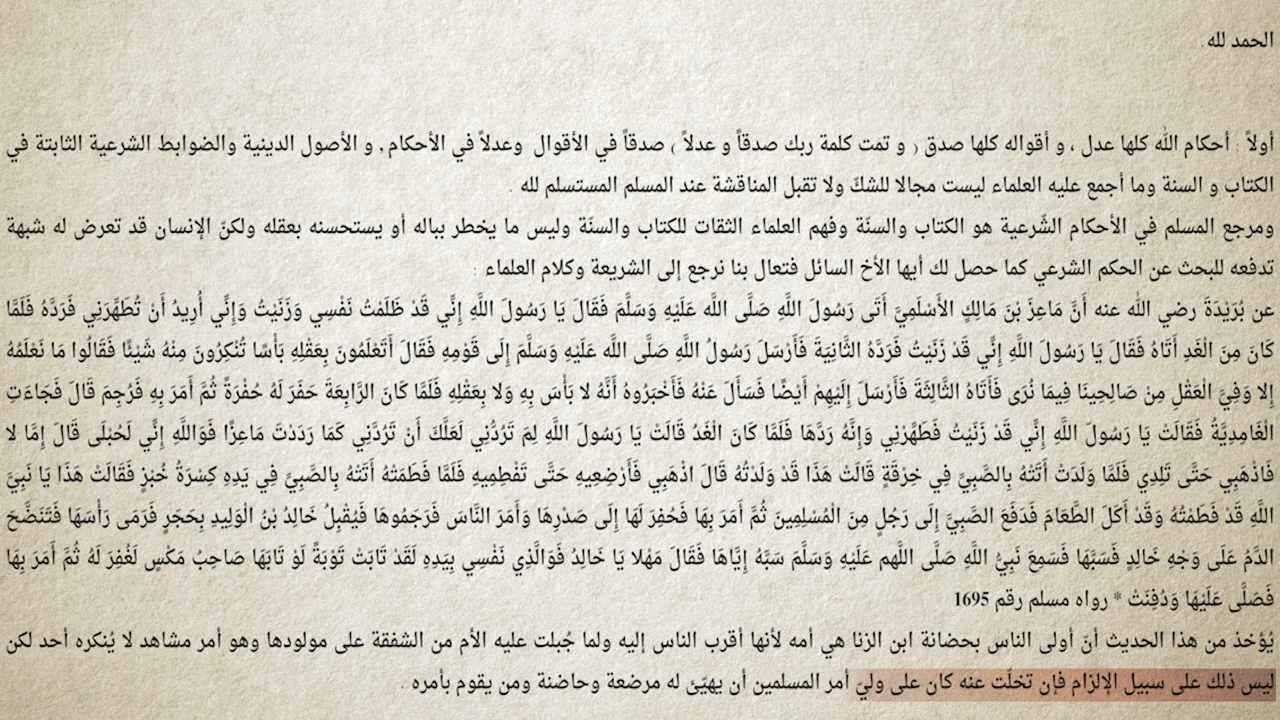 الحمد لله .
أولاً : أحكام الله كلها عدل ، و أقواله كلها صدق ( و تمت كلمة ربك صدقاً و عدلاً ) صدقاً في الأقوال وعدلاً في الأحكام , و الأصول الدينية والضوابط الشرعية الثابتة في
الكتاب و السنة وما أجمع عليه العلماء ليست مجالا للشكّ ولا تقبل المناقشة عند المسلم المستسلم لله .
ومرجع المسلم في الأحكام الشّرعية هو الكتاب والسنّة وفهم العلماء الثقات للكتاب والسنّة وليس ما يخطر بباله أو يستحسنه بعقله ولكنّ الإنسان قد تعرض له شبهة
تدفعه للبحث عن الحكم الشرعي كما حصل لك أيها الأخ السائل فتعال بنا نرجع إلى الشريعة وكلام العلماء :
عن بُرَيْدَةَ رضي الله عنه أَنَّ مَاعِزَ بْنَ مَالِكٍ الأَسْلَمِيَّ أَتَى رَسُولَ اللَّهِ صَلَّى اللَّه عَلَيْهِ وَسَلَّمَ فَقَالَ يَا رَسُولَ اللَّهِ إِنِّي قَدْ ظَلَمْتُ نَفْسِي وَزَنَيْتُ وَإِنِّي أُرِيدُ أَنْ تُطَهِّرَنِي فَرَدَّهُ فَلَمَّا
كَانَ مِنَ الْغَدِ أَتَاهُ فَقَالَ يَا رَسُولَ اللَّهِ إِنِّي قَدْ زَنَيْتُ فَرَدَّهُ الثَّانِيَةَ فَأَرْسَلَ رَسُولُ اللَّهِ صَلَّى اللَّه عَلَيْهِ وَسَلَّمَ إِلَى قَوْمِهِ فَقَالَ أَتَعْلَمُونَ بِعَقْلِهِ بَأْسًا تُنْكِرُونَ مِنْهُ شَيْئًا فَقَالُوا مَا نَعْلَمُهُ
إِلا وَفِيَّ الْعَقْلِ مِنْ صَالِحِينَا فِيمَا نُرَى فَأَتَاهُ الثَّالِثَةَ فَأَرْسَلَ إِلَيْهِمْ أَيْضًا فَسَأَلَ عَنْهُ فَأَخْبَرُوهُ أَنَّهُ لا بَأْسَ بِهِ وَلا بِعَقْلِهِ فَلَمَّا كَانَ الرَّابِعَةَ حَفَرَ لَهُ حُفْرَةً ثُمَّ أَمَرَ بِهِ فَرُجِمَ قَالَ فَجَاءَتِ
الْغَامِدِيَّةُ فَقَالَتْ يَا رَسُولَ اللَّهِ إِنِّي قَدْ زَنَيْتُ فَطَهِّرْنِي وَإِنَّهُ رَدَّهَا فَلَمَّا كَانَ الْغَدُ قَالَتْ يَا رَسُولَ اللَّهِ لِمَ تَرُدُّنِي لَعَلَّكَ أَنْ تَرُدَّنِي كَمَا رَدَدْتَ مَاعِزًا فَوَاللَّهِ إِنِّي لَحُبْلَى قَالَ إِمَّا لا
فَاذْهَبِي حَتَّى تَلِدِي فَلَمَّا وَلَدَتْ أَتَتْهُ بِالصَّبِيِّ فِي خِرْقَةٍ قَالَتْ هَذَا قَدْ وَلَدْتُهُ قَالَ اذْهَبِي فَأَرْضِعِيهِ حَتَّى تَفْطِمِيهِ فَلَمَّا فَطَمَتْهُ أَتَتْهُ بِالصَّبِيِّ فِي يَدِهِ كِسْرَةُ خُبْزٍ فَقَالَتْ هَذَا يَا نَبِيَّ
اللَّهِ قَدْ فَطَمْتُهُ وَقَدْ أَكَلَ الطَّعَامَ فَدَفَعَ الصَّبِيَّ إِلَى رَجُلٍ مِنَ الْمُسْلِمِينَ ثُمَّ أَمَرَ بِهَا فَحُفِرَ لَهَا إِلَى صَدْرِهَا وَأَمَرَ النَّاسَ فَرَجَمُوهَا فَيُقْبِلُ خَالِدُ بْنُ الْوَلِيدِ بِحَجَرٍ فَرَمَى رَأْسَهَا فَتَنَضَّحَ
الدَّمُ عَلَى وَجْهِ خَالِدٍ فَسَبَّهَا فَسَمِعَ نَبِيُّ اللَّهِ صَلَّى اللَّهم عَلَيْهِ وَسَلَّمَ سَبَّهُ إِيَّاهَا فَقَالَ مَهْلا يَا خَالِدُ فَوَالَّذِي نَفْسِي بِيَدِهِ لَقَدْ تَابَتْ تَوْبَةً لَوْ تَابَهَا صَاحِبُ مَكْسٍ لَغُفِرَ لَهُ ثُمَّ أَمَرَ بِهَا
فَصَلَّى عَلَيْهَا وَدُفِنَتْ * رواه مسلم رقم 1695
يُؤخذ من هذا الحديث أنّ أولى الناس بحضانة ابن الزنا هي أمه لأنها أقرب الناس إليه ولما جُبلت عليه الأم من الشفقة على مولودها وهو أمر مشاهد لا يُنكره أحد لكن
ليس ذلك على سبيل الإلزام فإن تخلّت عنه كان على وليّ أمر المسلمين أن يهيّئ له مرضعة وحاضنة ومن يقوم بأمره .